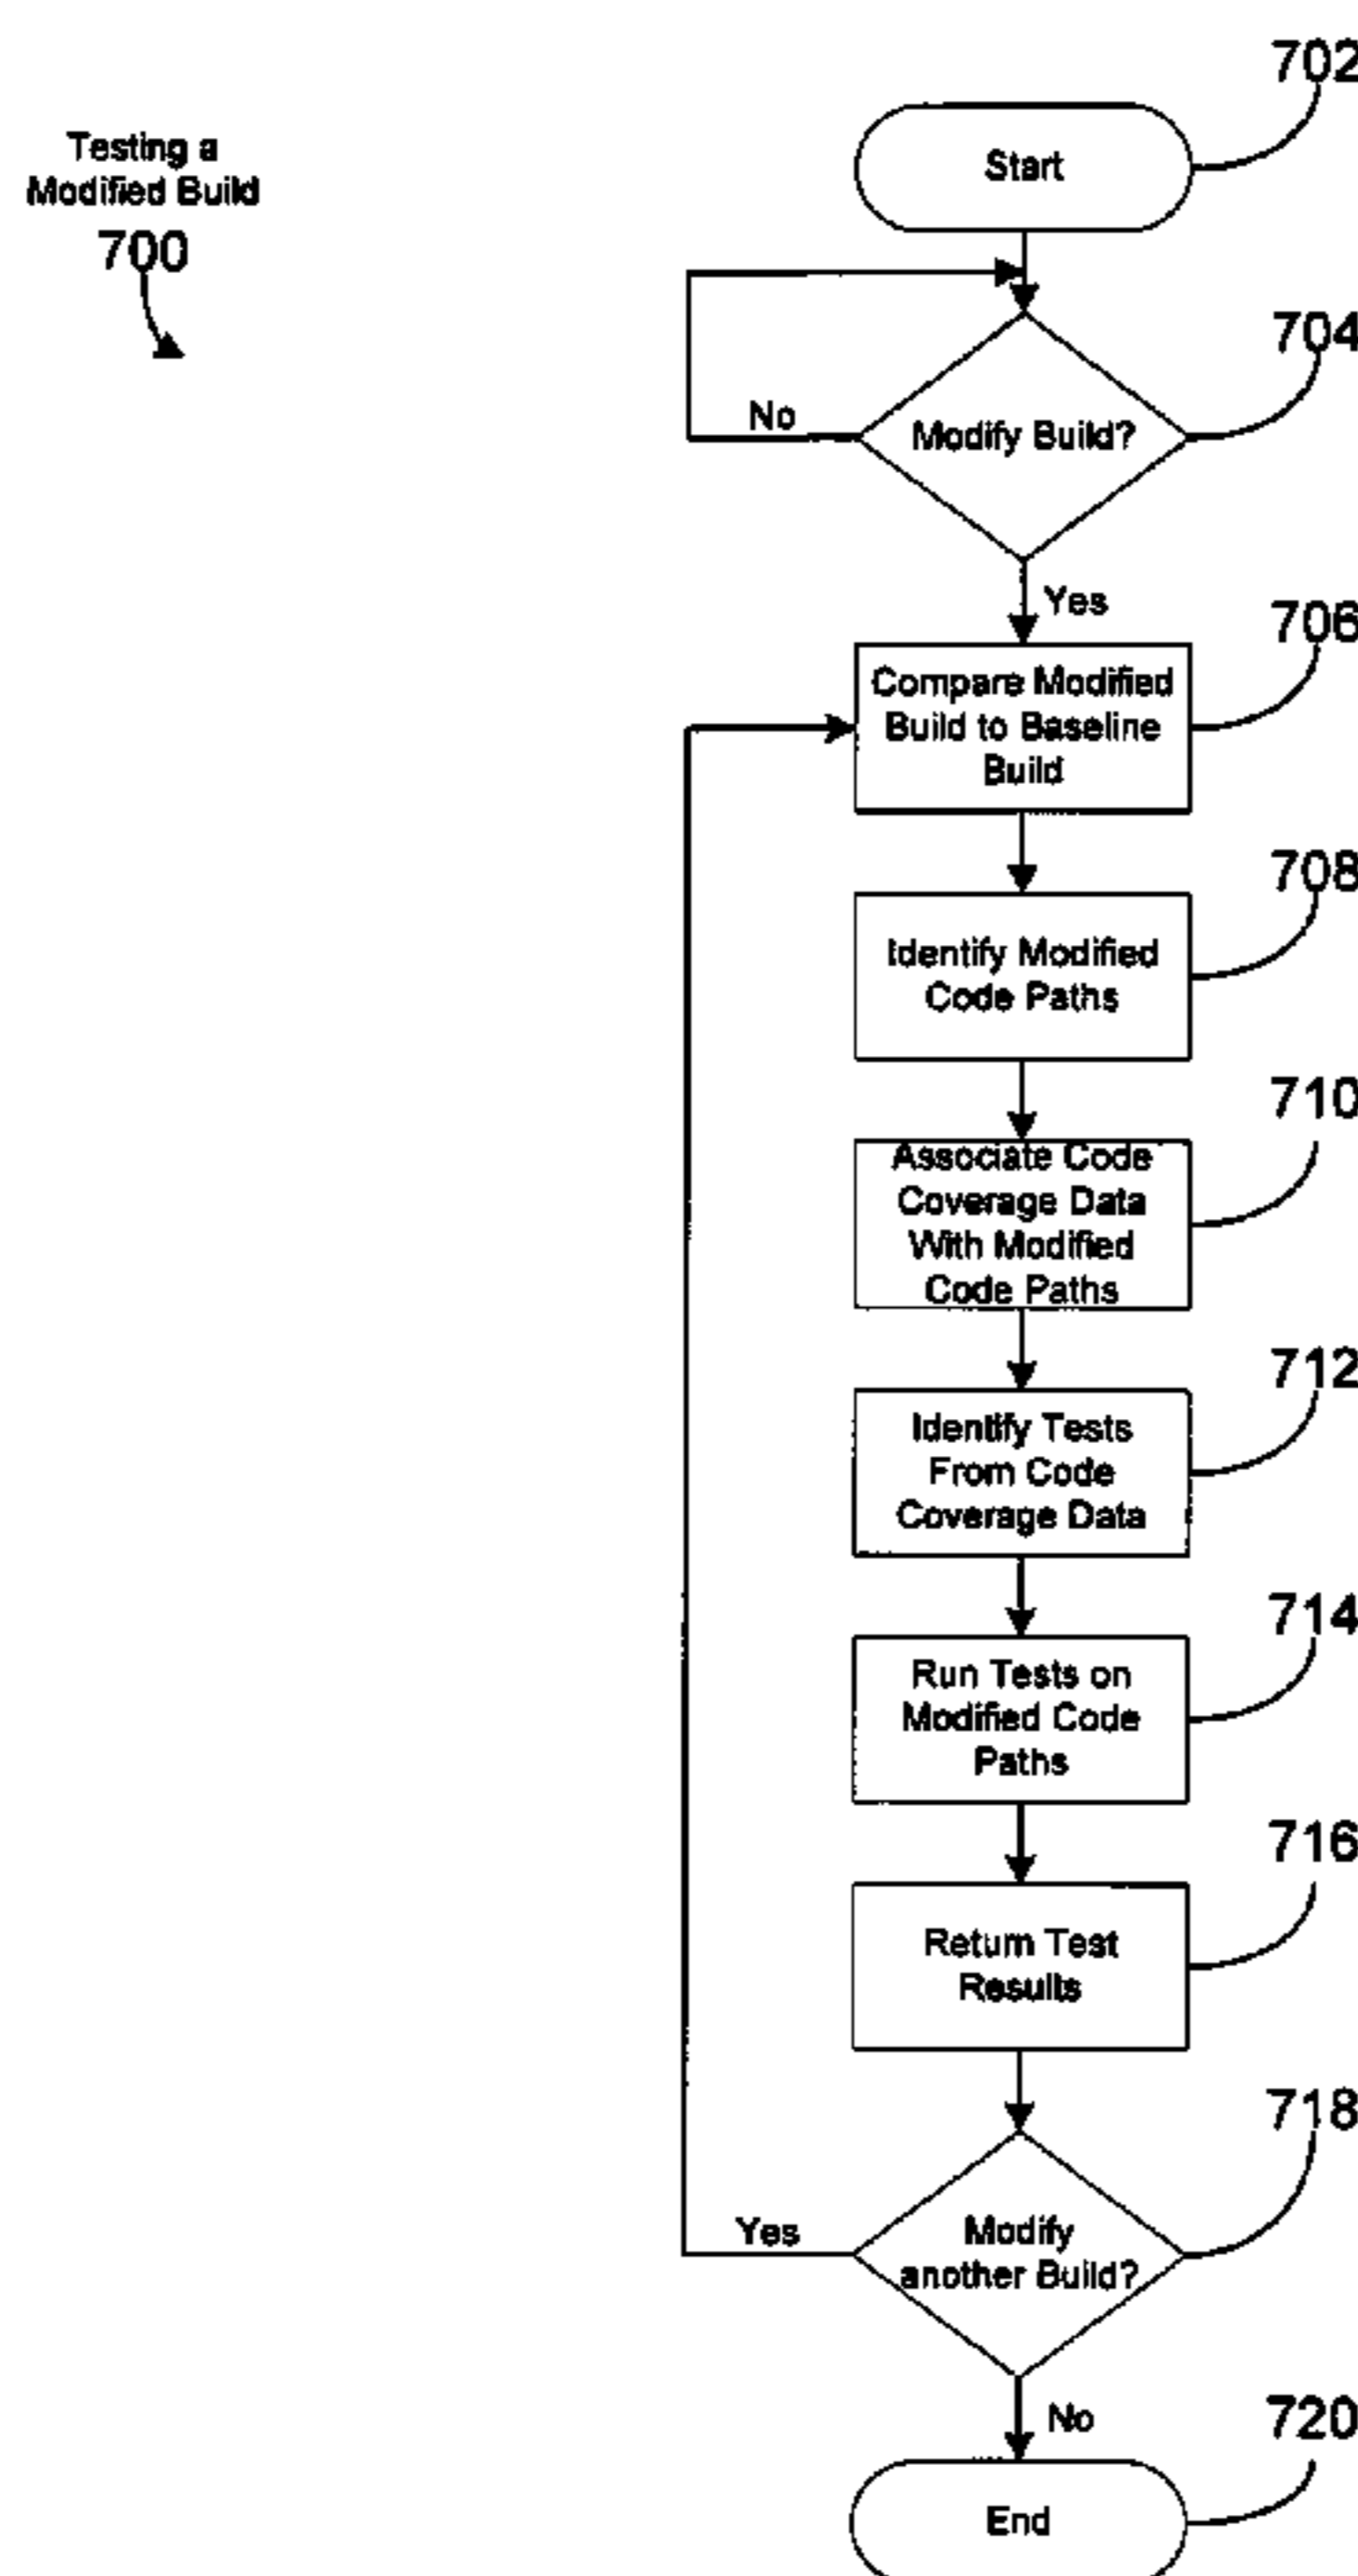 Testing a
Modified Build
700
702
Start
704
No
Modify Build?
Yes
706
Compare Modified
Build to Baseline
Build
708
Identify Modified
Code Paths
710
Associate Code
Coverage Data
With Modified
Code Paths
712
Identify Tests
From Code
Coverage Data
714
Run Tests on
Modified Code
Paths
716
Return Test
Results
718
Yes
Modify
another Build?
No
720
End